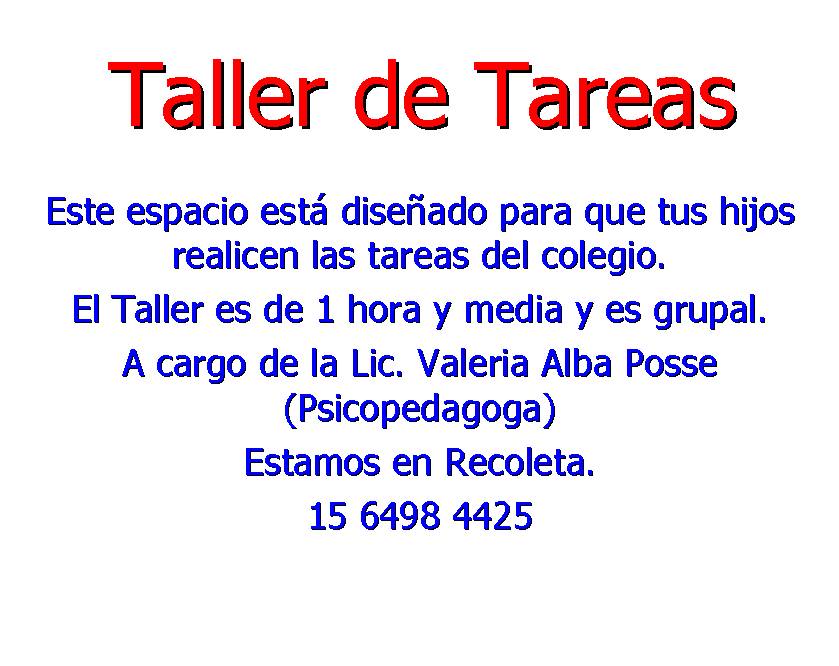 Taller de Tareas
Este espacio está diseñado para que tus hijos
realicen las tareas del colegio.
El Taller es de 1 hora y media y es grupal.
A cargo de la Lic. Valeria Alba Posse
(Psicopedagoga)
Estamos en Recoleta.
15 6498 4425